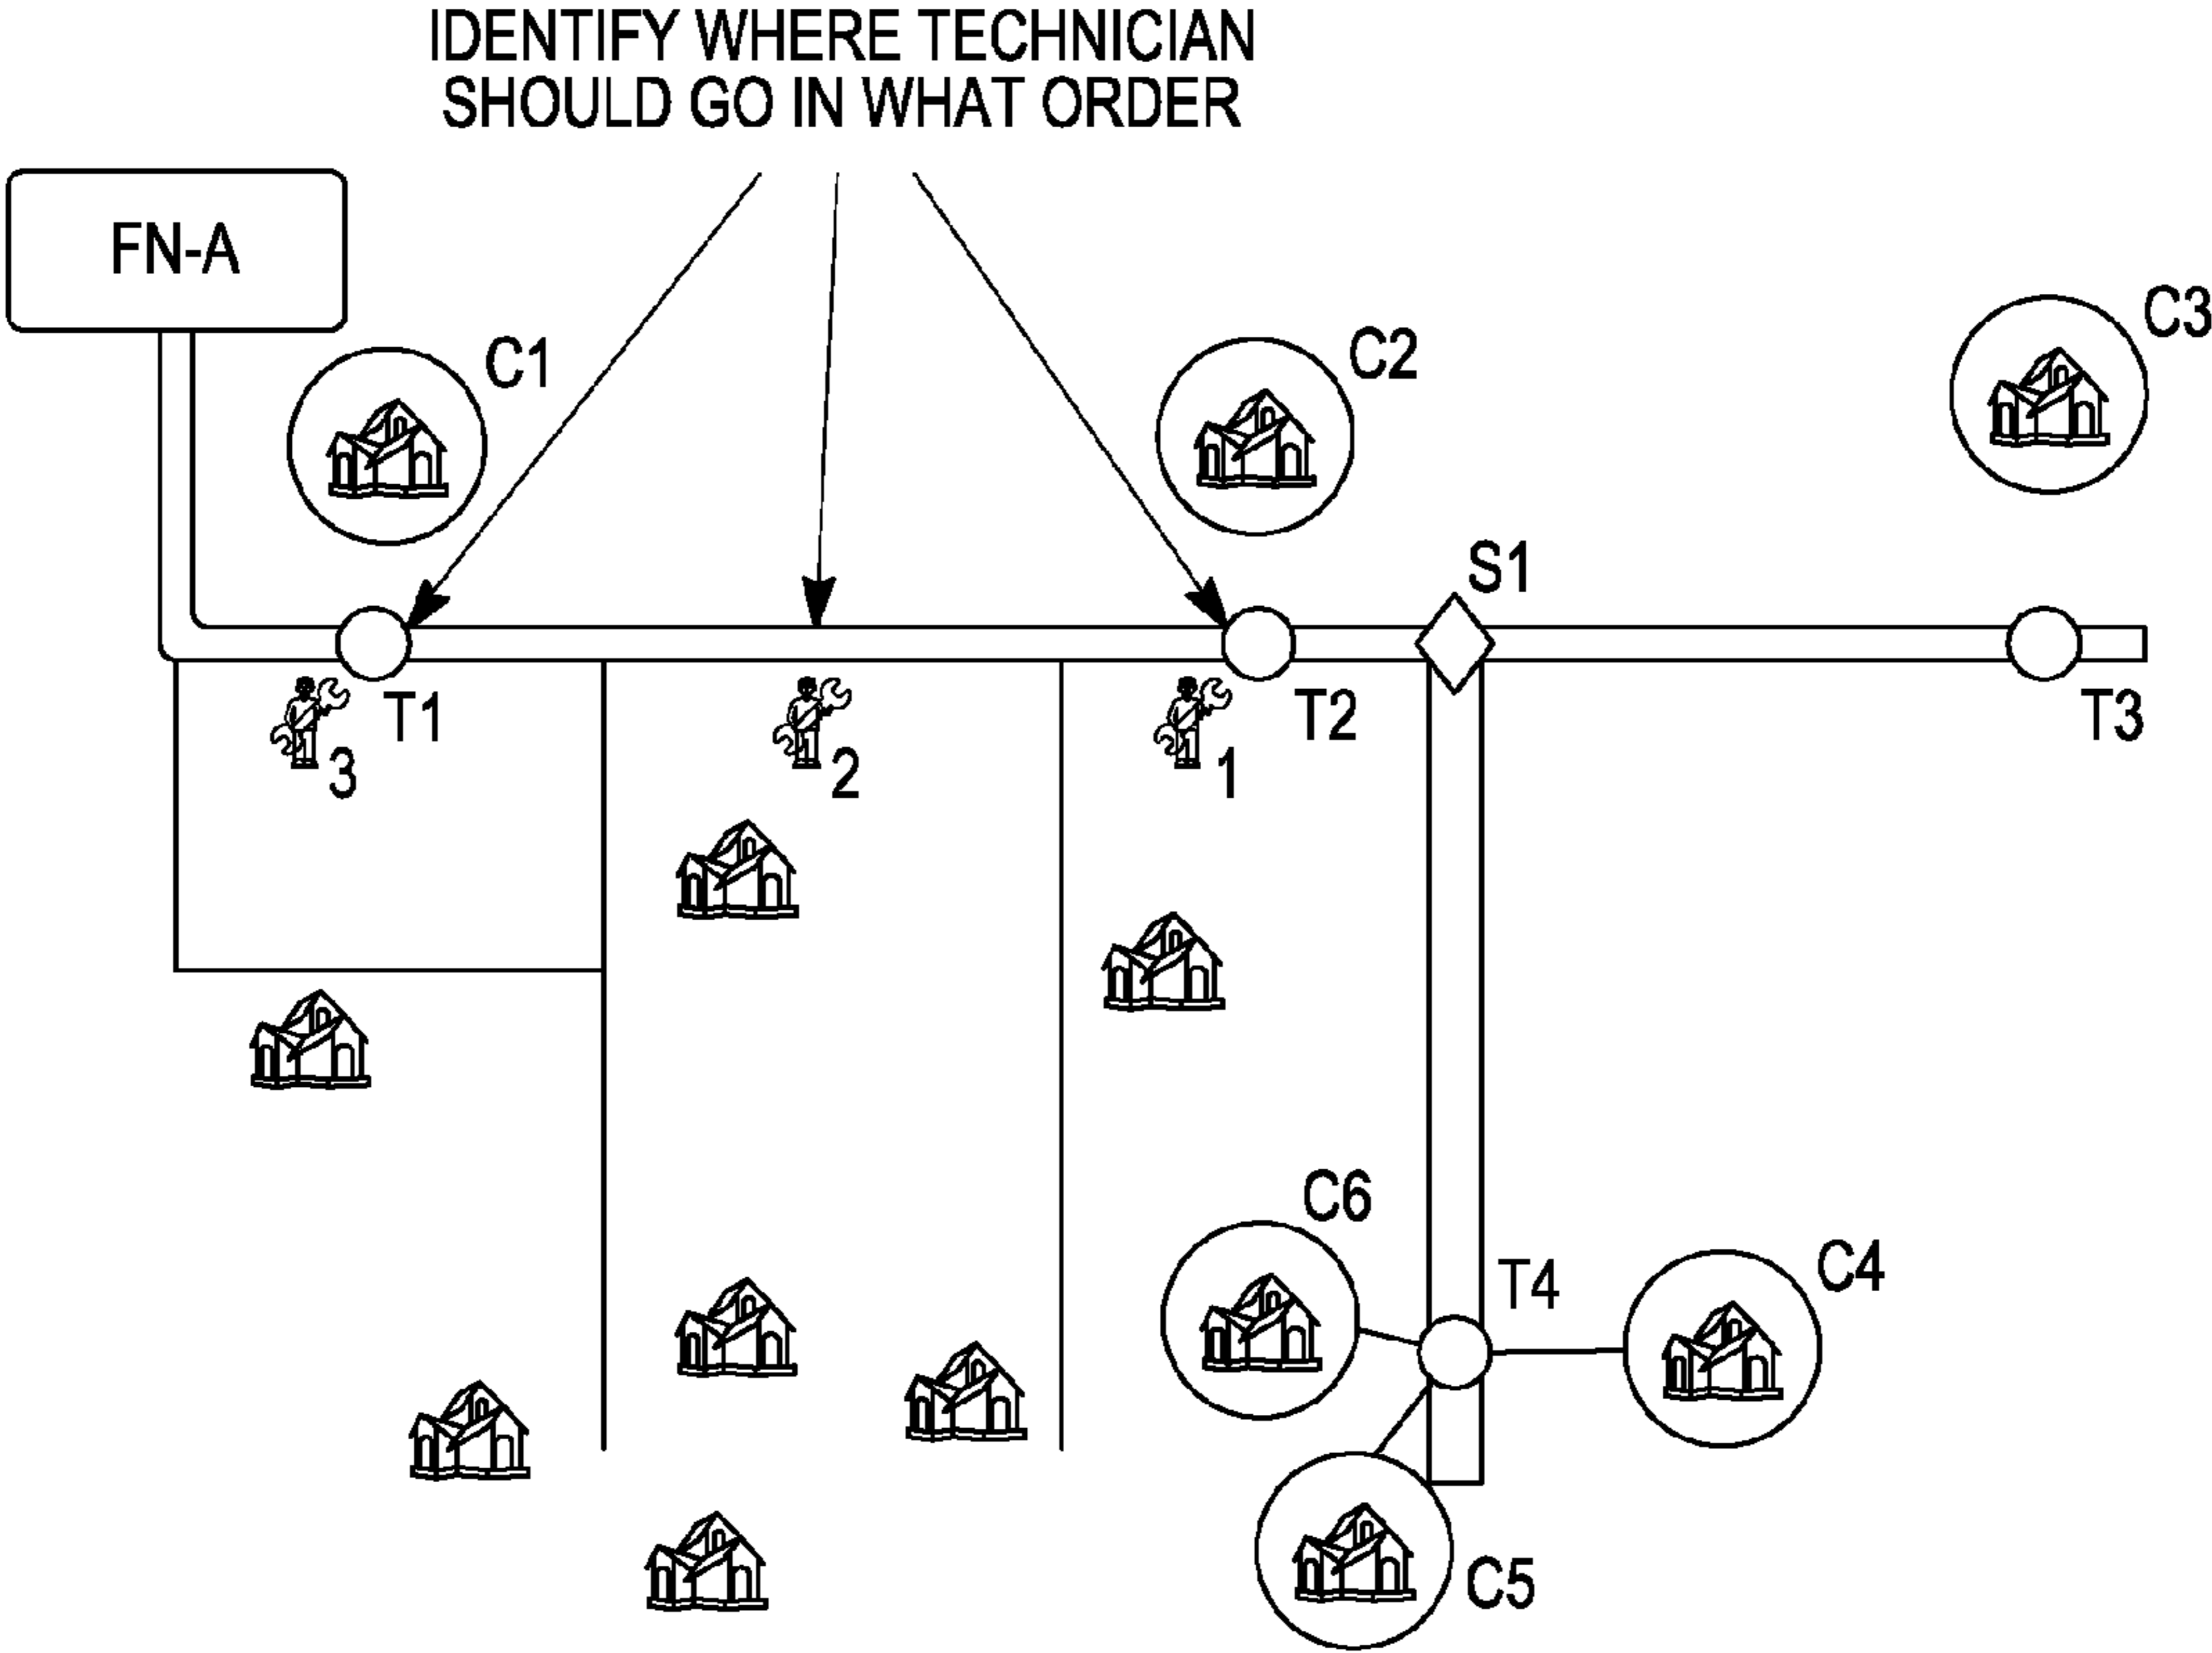 IDENTIFY WHERE TECHNICIAN
SHOULD GO IN WHAT ORDER
FN-A
C1
C2
C3
S1
T1
T2
T3
3
2
1
C6
T4
C4
C5